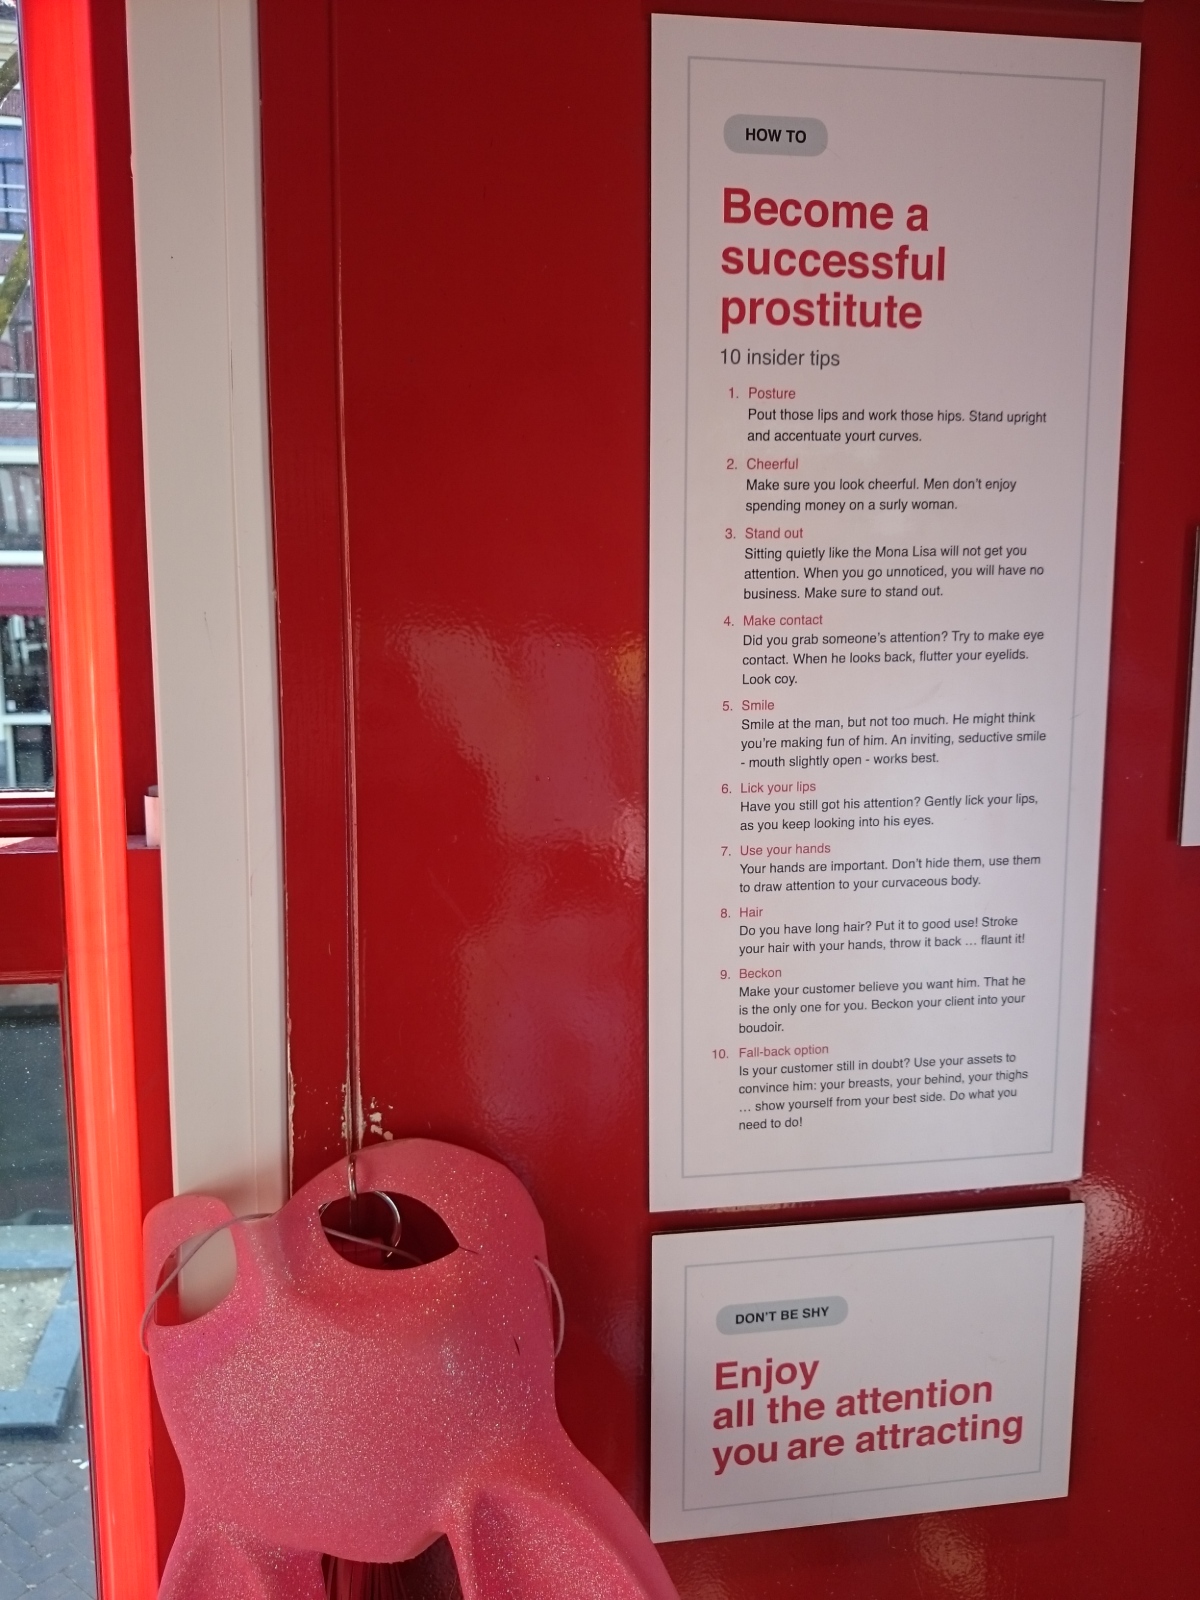 HOW TO
Become a
successful
prostitute
10 insider tips
1. Posture
Pout those lips and work those hips. Stand upright
and accentuate yourt curves.
2. Cheerful
Make sure you look cheerful. Men don't enjoy
spending money on a surly woman.
3. Stand out
Sitting quietly like the Mona Lisa will not get you
attention. When you go unnoticed, you will have no
business. Make sure to stand out.
4. Make contact
Did you grab someone's attention? Try to make eye
contact. When he looks back, flutter your eyelids.
Look coy.
5. Smile
Smile at the man, but not too much. He might think
you're making fun of him. An inviting, seductive smile
- mouth slightly open - works best.
6. Lick your lips
Have you still got his attention? Gently lick your lips,
as you keep looking into his eyes.
7. Use your hands
Your hands are important. Don't hide them, use them
to draw attention to your curvaceous body.
8. Hair
Do you have long hair? Put it to good use! Stroke
your hair with your hands, throw it back ... flaunt it!
9. Beckon
Make your customer believe you want him. That he
is the only one for you. Beckon your client into your
boudoir.
10. Fall-back option
Is your customer still in doubt? Use your assets to
convince him: your breasts, your behind, your thighs
... show yourself from your best side. Do what you
need to do!
DON'T BE SHY
Enjoy
all the attention
you are attracting